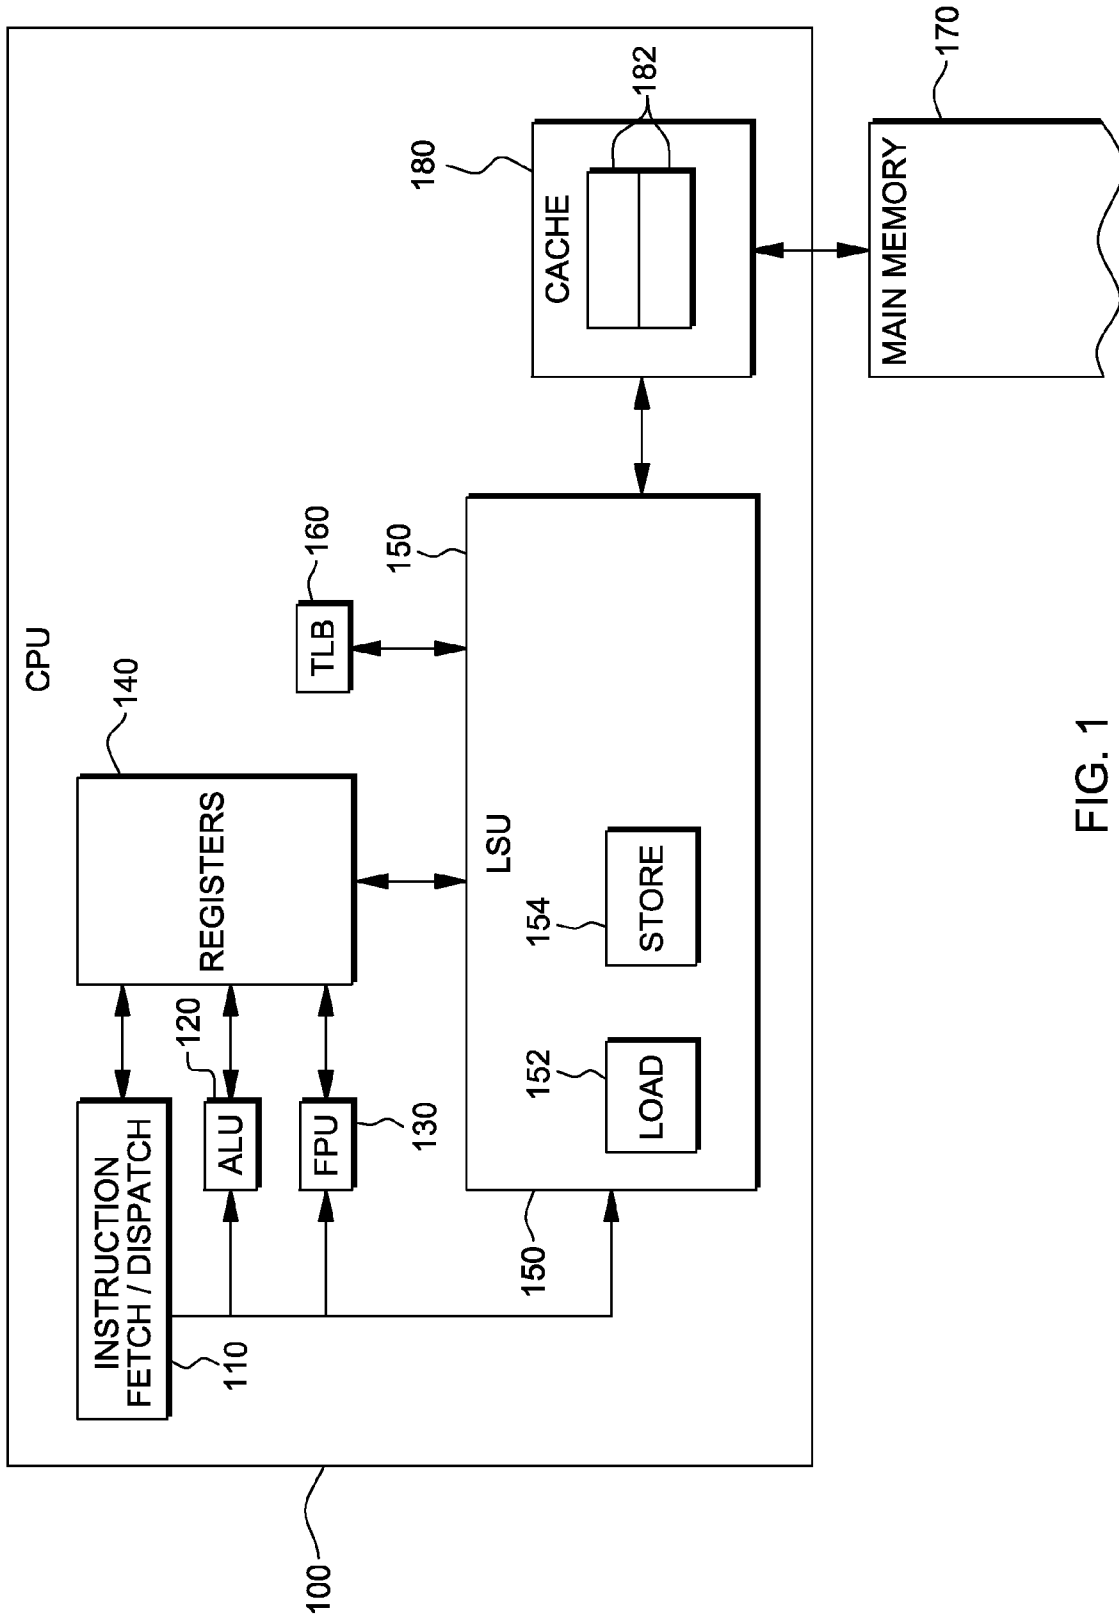 CPU
100
INSTRUCTION
FETCH / DISPATCH
110
ALU
120
FPU
130
REGISTERS
140
TLB
160
LSU
150
150
LOAD
152
STORE
154
CACHE
180
182
MAIN MEMORY
170
FIG. 1